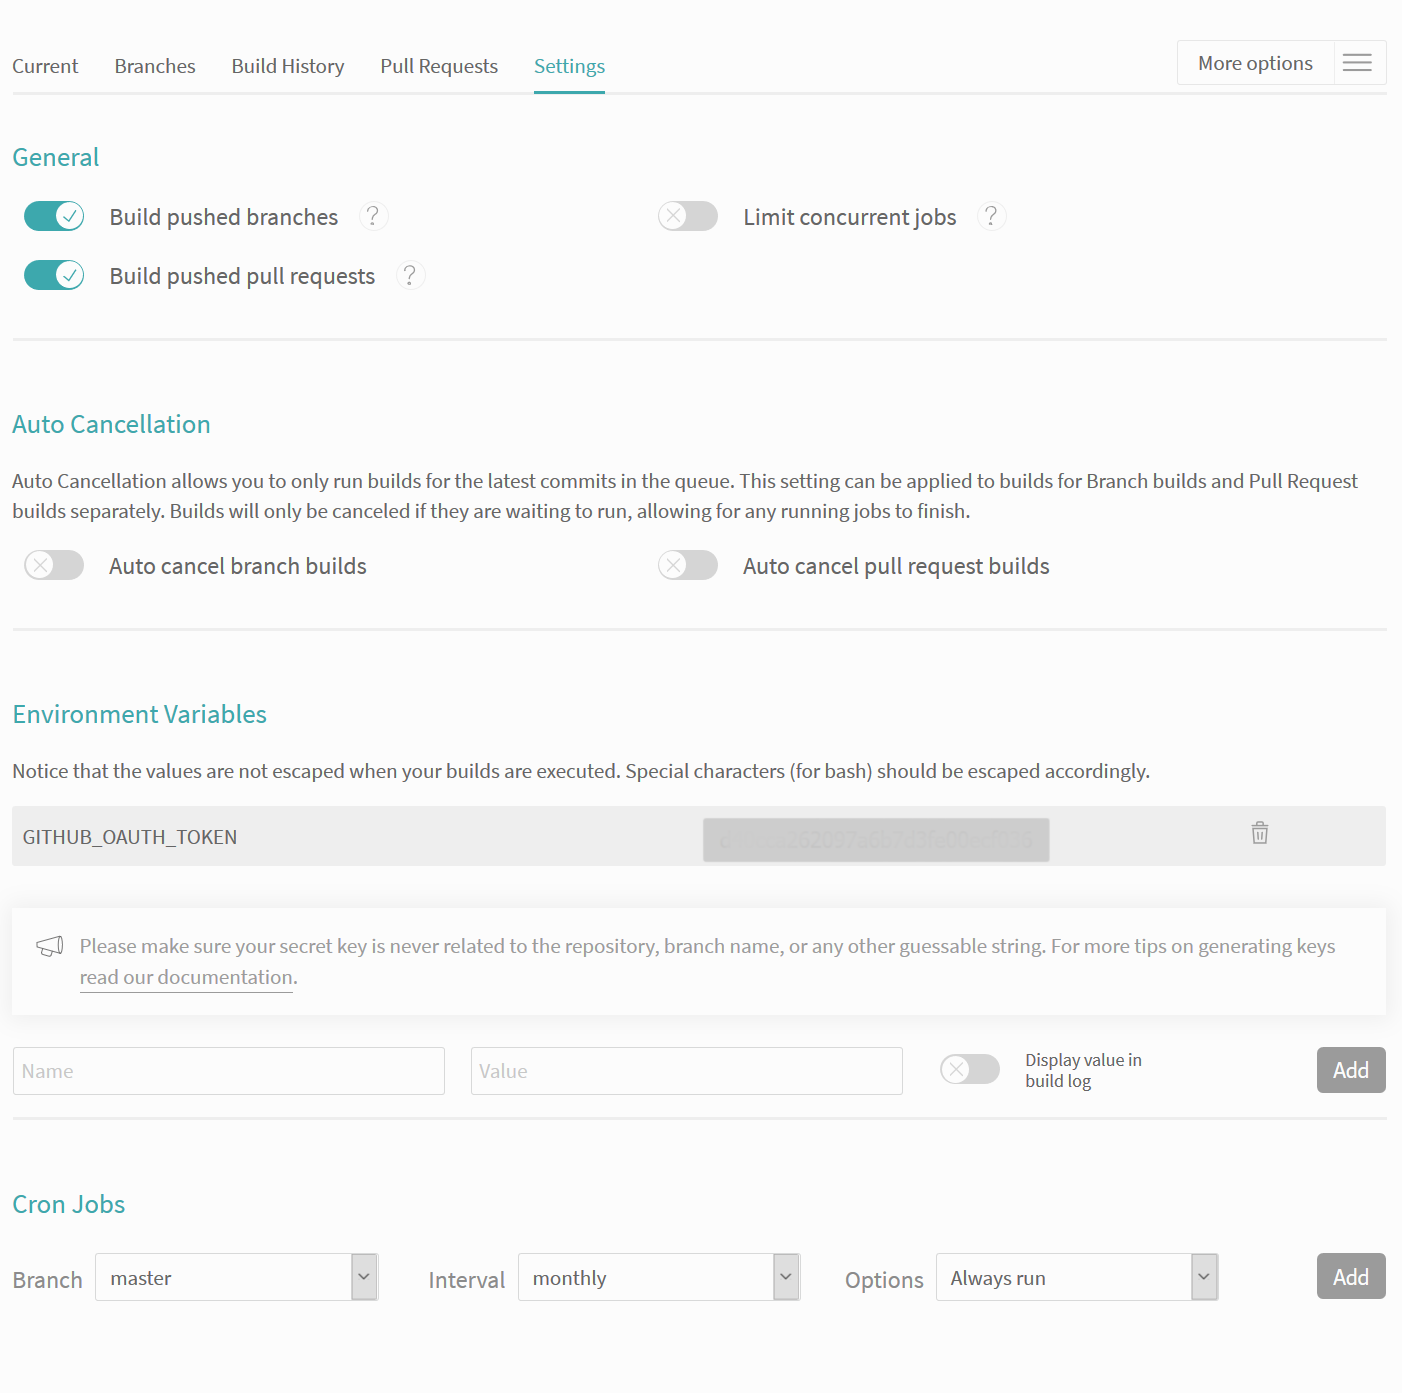 Current Branches Build History Pull Requests Settings More options
General
Build pushed branches ? Limit concurrent jobs ?
Build pushed pull requests ?
Auto Cancellation
Auto Cancellation allows you to only run builds for the latest commits in the queue. This setting can be applied to builds for Branch builds and Pull Request
builds separately. Builds will only be canceled if they are waiting to run, allowing for any running jobs to finish.
Auto cancel branch builds Auto cancel pull request builds
Environment Variables
Notice that the values are not escaped when your builds are executed. Special characters (for bash) should be escaped accordingly.
GITHUB_OAUTH_TOKEN
Please make sure your secret key is never related to the repository, branch name, or any other guessable string. For more tips on generating keys
read our documentation.
Name Value Display value in
build log
Add
Cron Jobs
Branch master Interval monthly Options Always run Add